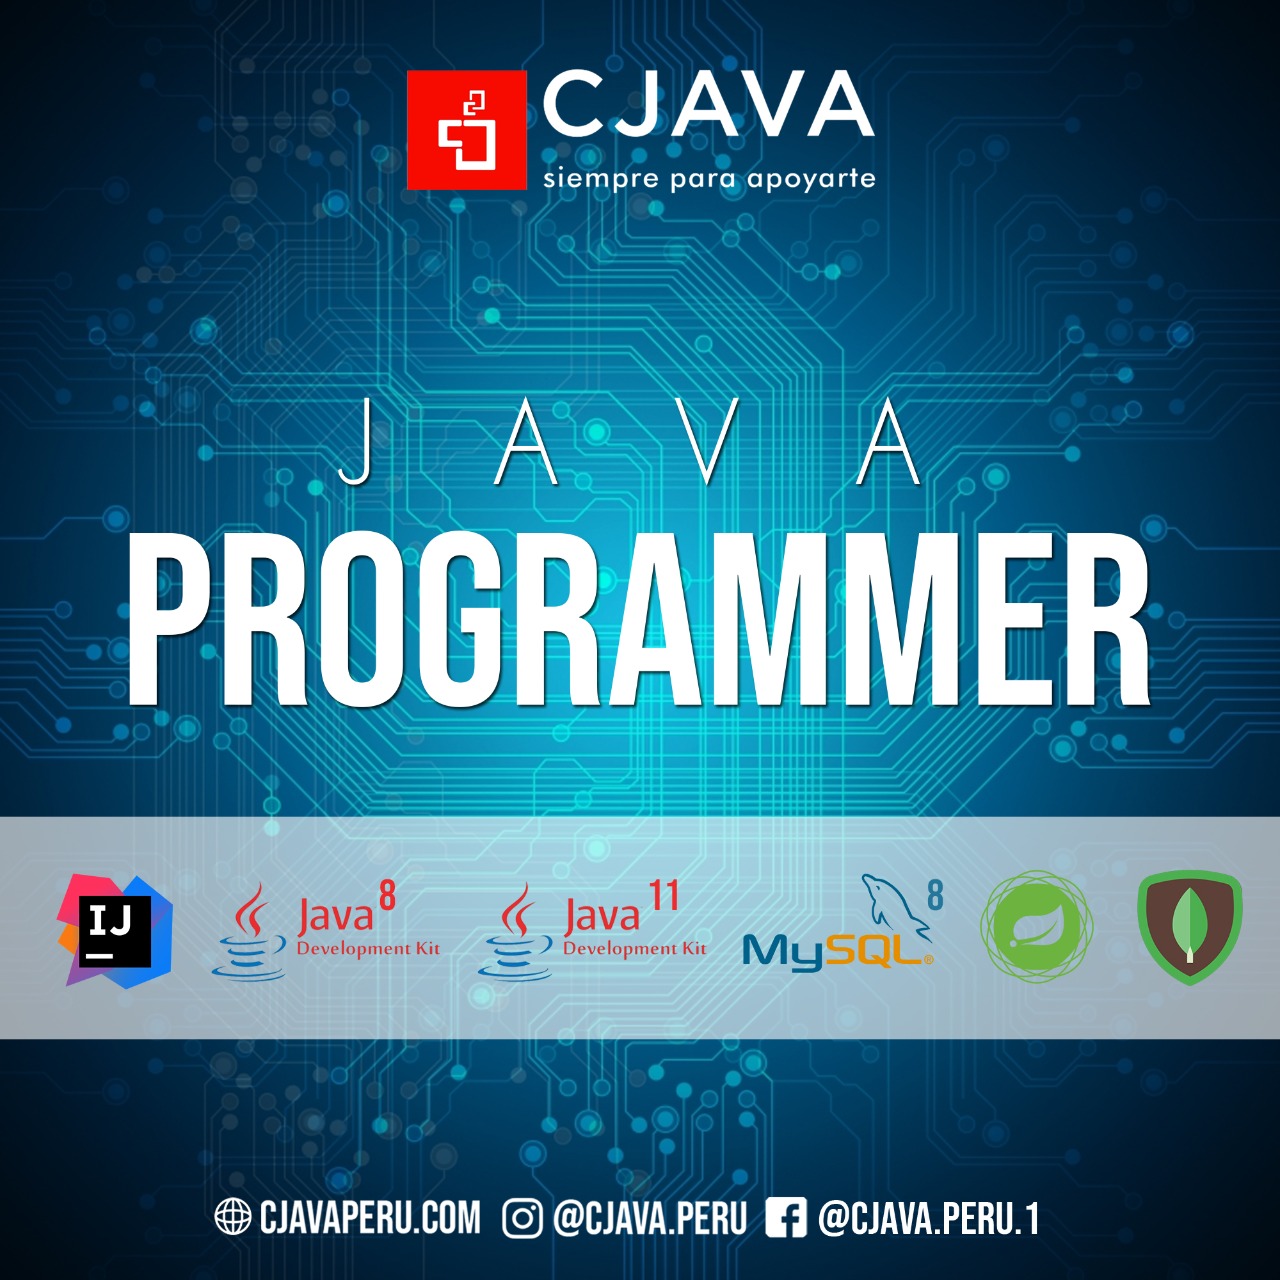 CJAVA
siempre para apoyarte
JAVA
PROGRAMMER
IJ
Java 8
Development Kit
Java 11
Development Kit
MySQL® 8
CJAVAPERU.COM @CJAVA.PERU @CJAVA.PERU.1